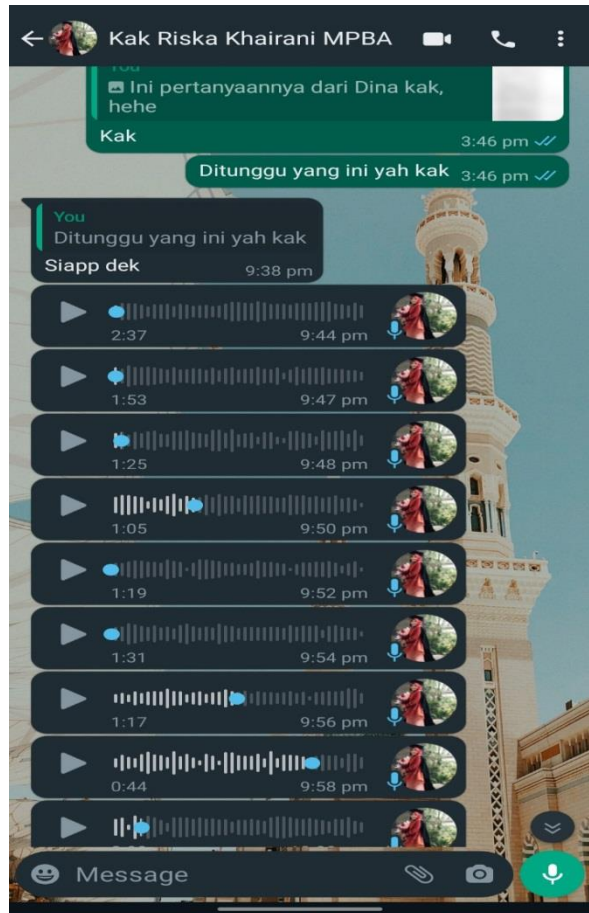 Kak Riska Khairani MPBA
You
Ini pertanyaannya dari Dina kak,
hehe
Kak
3:46 pm
Ditunggu yang ini yah kak 3:46 pm
You
Ditunggu yang ini yah kak
Siapp dek
9:38 pm
2:37 9:44 pm
1:53 9:47 pm
1:25 9:48 pm
1:05 9:50 pm
1:19 9:52 pm
1:31 9:54 pm
1:17 9:56 pm
0:44 9:58 pm
Message